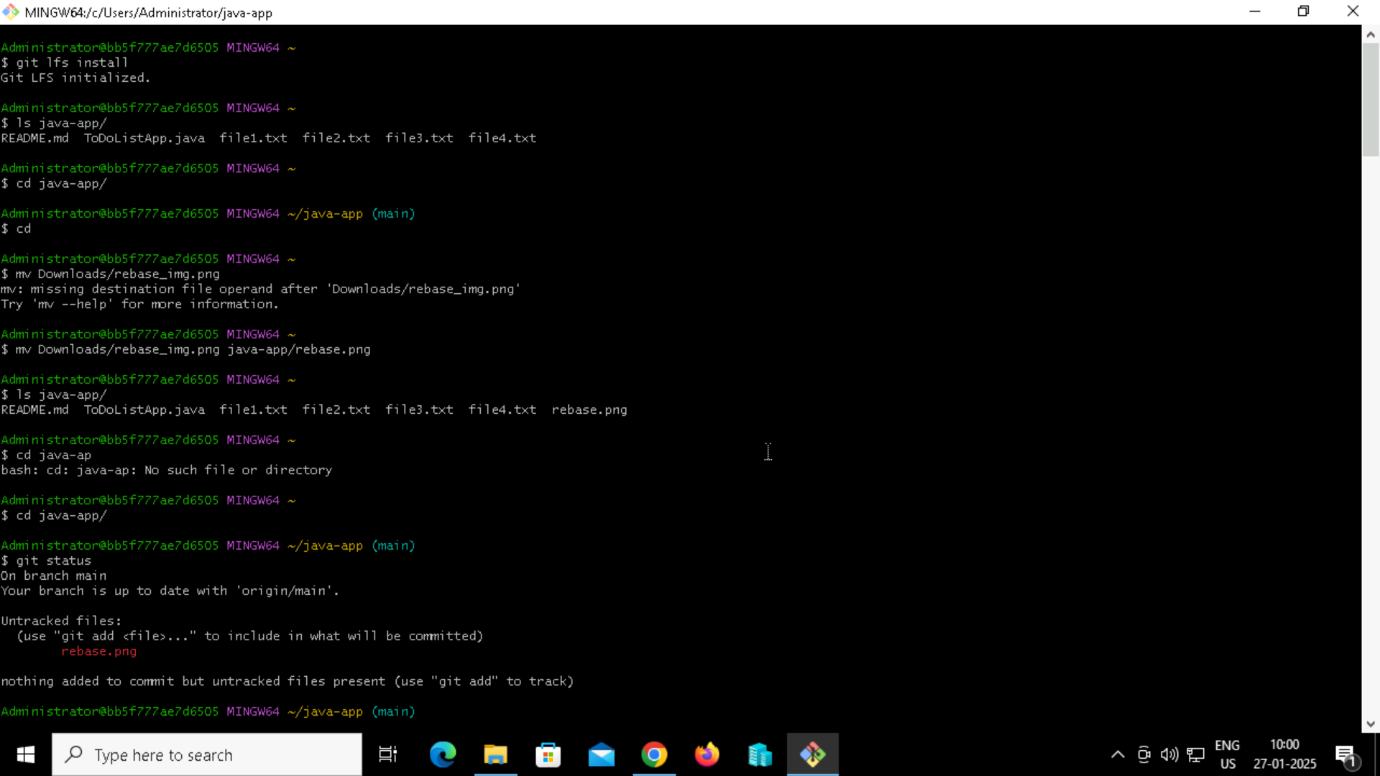 MINGW64:/c/Users/Administrator/java-app
Administrator@bb5f777ae7d6505 MINGW64 ~
$ git lfs install
Git LFS initialized.
Administrator@bb5f777ae7d6505 MINGW64 ~
$ ls java-app/
README.md  ToDoListApp.java  file1.txt  file2.txt  file3.txt  file4.txt
Administrator@bb5f777ae7d6505 MINGW64 ~
$ cd java-app/
Administrator@bb5f777ae7d6505 MINGW64 ~/java-app (main)
$ cd
Administrator@bb5f777ae7d6505 MINGW64 ~
$ mv Downloads/rebase_img.png
mv: missing destination file operand after 'Downloads/rebase_img.png'
Try 'mv --help' for more information.
Administrator@bb5f777ae7d6505 MINGW64 ~
$ mv Downloads/rebase_img.png java-app/rebase.png
Administrator@bb5f777ae7d6505 MINGW64 ~
$ ls java-app/
README.md  ToDoListApp.java  file1.txt  file2.txt  file3.txt  file4.txt  rebase.png
Administrator@bb5f777ae7d6505 MINGW64 ~
$ cd java-ap
bash: cd: java-ap: No such file or directory
Administrator@bb5f777ae7d6505 MINGW64 ~
$ cd java-app/
Administrator@bb5f777ae7d6505 MINGW64 ~/java-app (main)
$ git status
On branch main
Your branch is up to date with 'origin/main'.
Untracked files:
(use "git add <file>..." to include in what will be committed)
rebase.png
nothing added to commit but untracked files present (use "git add" to track)
Administrator@bb5f777ae7d6505 MINGW64 ~/java-app (main)
Type here to search
ENG
US
10:00
27-01-2025
1